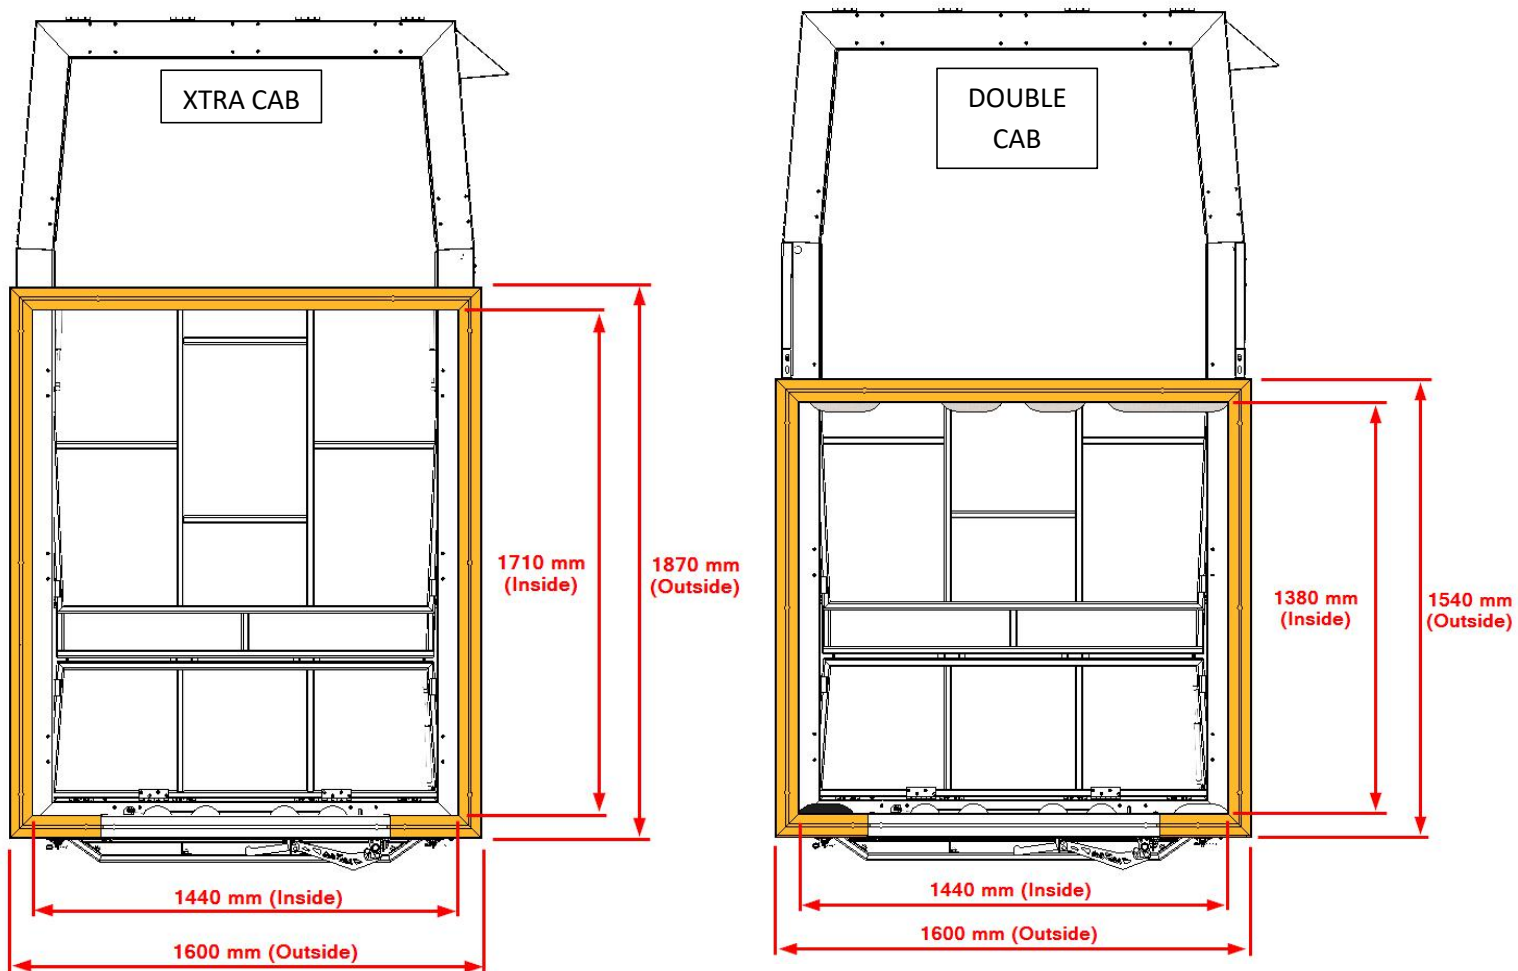 XTRA CAB
1710 mm
(Inside)
1870 mm
(Outside)
1440 mm (Inside)
1600 mm (Outside)
DOUBLE
CAB
1380 mm
(Inside)
1540 mm
(Outside)
1440 mm (Inside)
1600 mm (Outside)